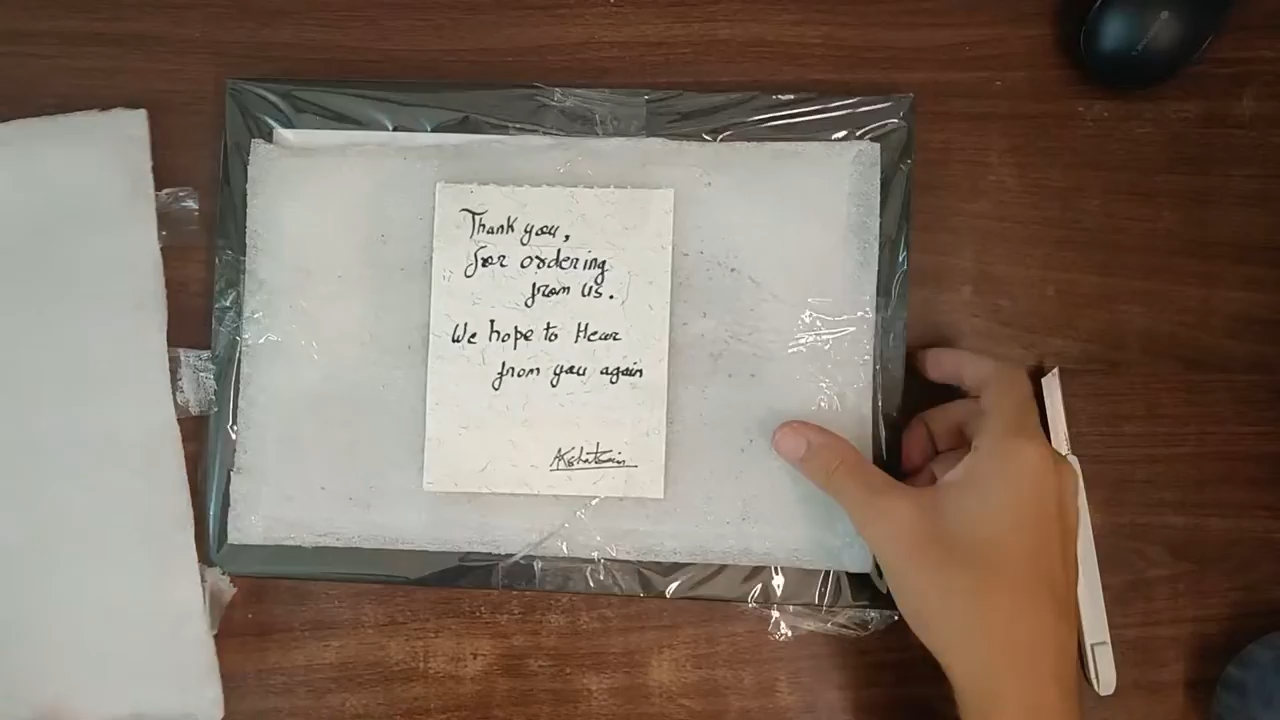 Thank you,
for ordering
from us.
We hope to Hear
from you again